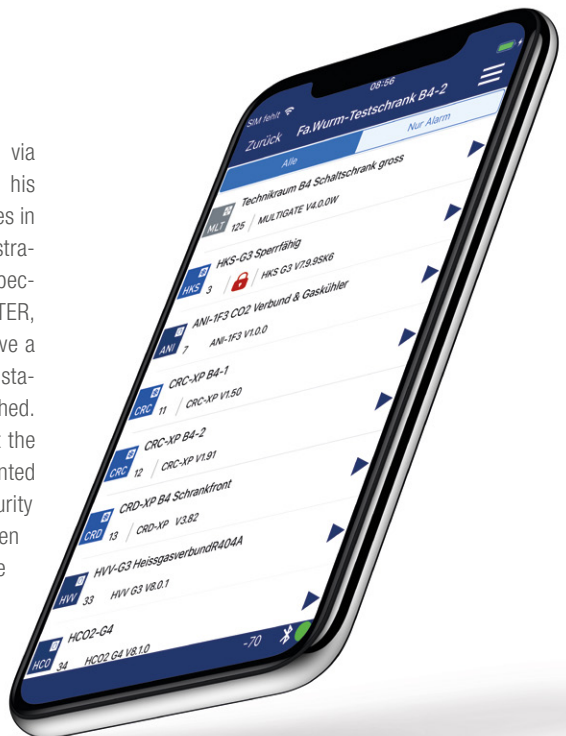 via
his
es in
stra-
pec-
TER,
ve a
sta-
hed.
the
nted
urity
en
e
SIM fehlt 08:56
Zurück Fa.Wurm-Testschrank B4-2
Alle Nur Alarm
Technikraum B4 Schaltschrank gross
MLT 125 | MULTIGATE V4.0.0W
HKS-G3 Sperrfähig
HKS 3 | HKS G3 V7.9.95K6
ANI-1F3 CO2 Verbund & Gaskühler
ANI 7 ANI-1F3 V1.0.0
CRC-XP B4-1
CRC 11 | CRC-XP V1.50
CRC-XP B4-2
CRC 12 | CRC-XP V1.91
CRD-XP B4 Schrankfront
CRD 13 | CRD-XP V3.82
HVV-G3 HeissgasverbundR404A
HVV 33 HVV G3 V8.0.1
HCO2-G4
HCO 34 HCO2 G4 V8.1.0
-70